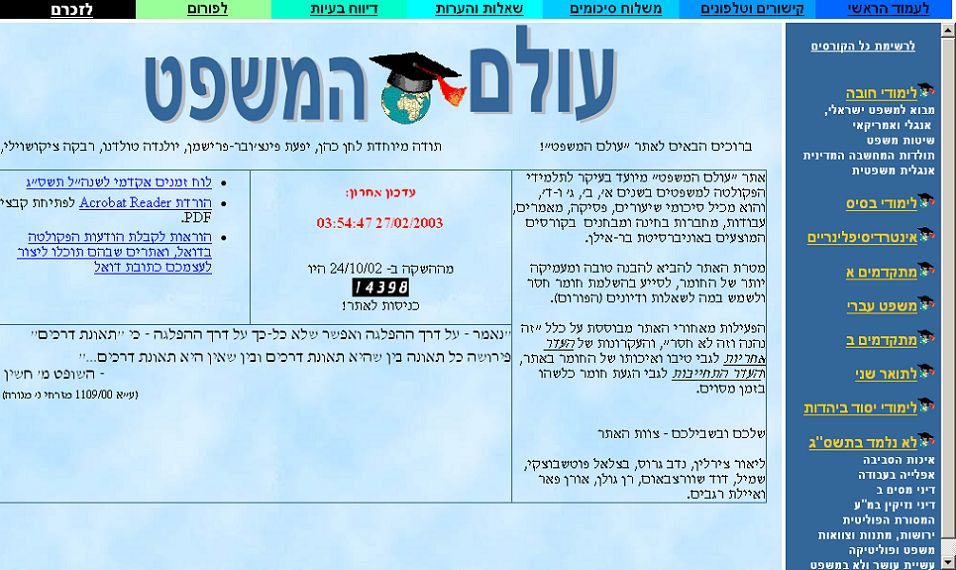 לעמוד הראשי
קישורים וטלפונים
משלוח סיכומים
שאלות והערות
דיווח בעיות
לפורום
לזכרם
עולם המשפט
ברוכים הבאים לאתר "עולם המשפט"!
תודה מיוחדת לחן כהן, יפעת פינצ'ובר-פרישמן, יולנדה טולדנו, רבקה ציקושוילי,
אתר "עולם המשפט" מיועד בעיקר לתלמידי
הפקולטה למשפטים בשנים א', ב', ג' ו-ד',
והוא מכיל סיכומי שיעורים, פסיקה, מאמרים,
עבודות, מחברות בחינה ומבחנים בקורסים
המוצעים באוניברסיטת בר-אילן.
מטרת האתר להביא להבנה טובה ומעמיקה
יותר של החומר, לסייע בהשלמת חומר חסר
ולשמש במה לשאלות ודיונים (הפורום).
הפעילות מאחורי האתר מבוססת על כלל "זה
נהנה וזה לא חסר", והעקרונות של העדר
אחריות לגבי טיבו ואיכותו של החומר באתר,
והעדר התחייבות לגבי הגעת חומר כלשהו
בזמן מסוים.
שלכם ובשבילכם - צוות האתר
ליאור צירלין, נדב גרוס, בצלאל פוטשבוצקי,
שמיל, דוד שוורצבאום, רן גולן, אורן פאר
ואיילת רגבים.
עדכון אחרון:
03:54:47 27/02/2003
מההשקה ב- 24/10/02 היו
14398
כניסות לאתר!
לוח זמנים אקדמי לשנה"ל תשס"ג
הורדת Acrobat Reader לפתיחת קבצי
PDF.
הוראות לקבלת הודעות הפקולטה
בדואל, ואתרים שבהם תוכלו ליצור
לעצמכם כתובת דואל
"נאמר - על דרך ההפלגה ואפשר שלא כל-כך על דרך ההפלגה - כי "תאונת דרכים"
פירושה כל תאונה בין שהיא תאונת דרכים ובין שאין היא תאונת דרכים..."
- השופט מ' חשין
(ע"א 1109/00 מזרחי נ' מנורה)
לרשימת כל הקורסים
לימודי חובה
מבוא למשפט ישראלי,
אנגלי ואמריקאי
שיטות משפט
תולדות המחשבה המדינית
אנגלית משפטית
לימודי בסיס
אינטרדיסיפלינריים
מתקדמים א
משפט עברי
מתקדמים ב
לתואר שני
לימודי יסוד ביהדות
לא נלמד בתשס"ג
איכות הסביבה
אפלייה בעבודה
דיני מסים ב
דיני נזיקין במ"ע
המסורת הפוליטית
ירושות, מתנות וצוואות
משפט ופוליטיקה
עשיית עושר ולא במשפט